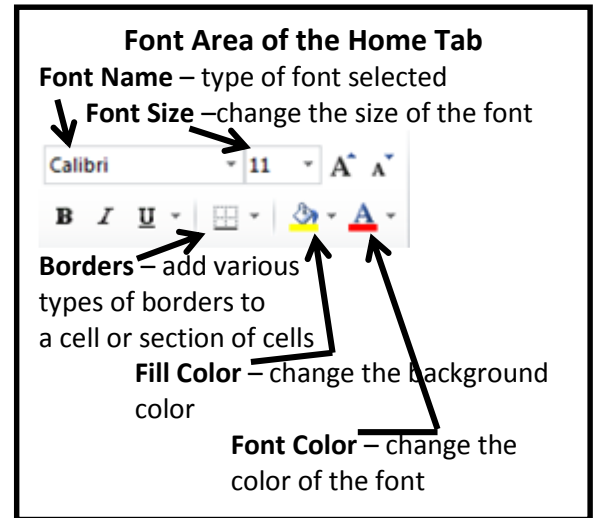 Font Area of the Home Tab
Font Name – type of font selected
Font Size –change the size of the font
Calibri 11 A A
B I U A
Borders – add various
types of borders to
a cell or section of cells
Fill Color – change the background
color
Font Color – change the
color of the font